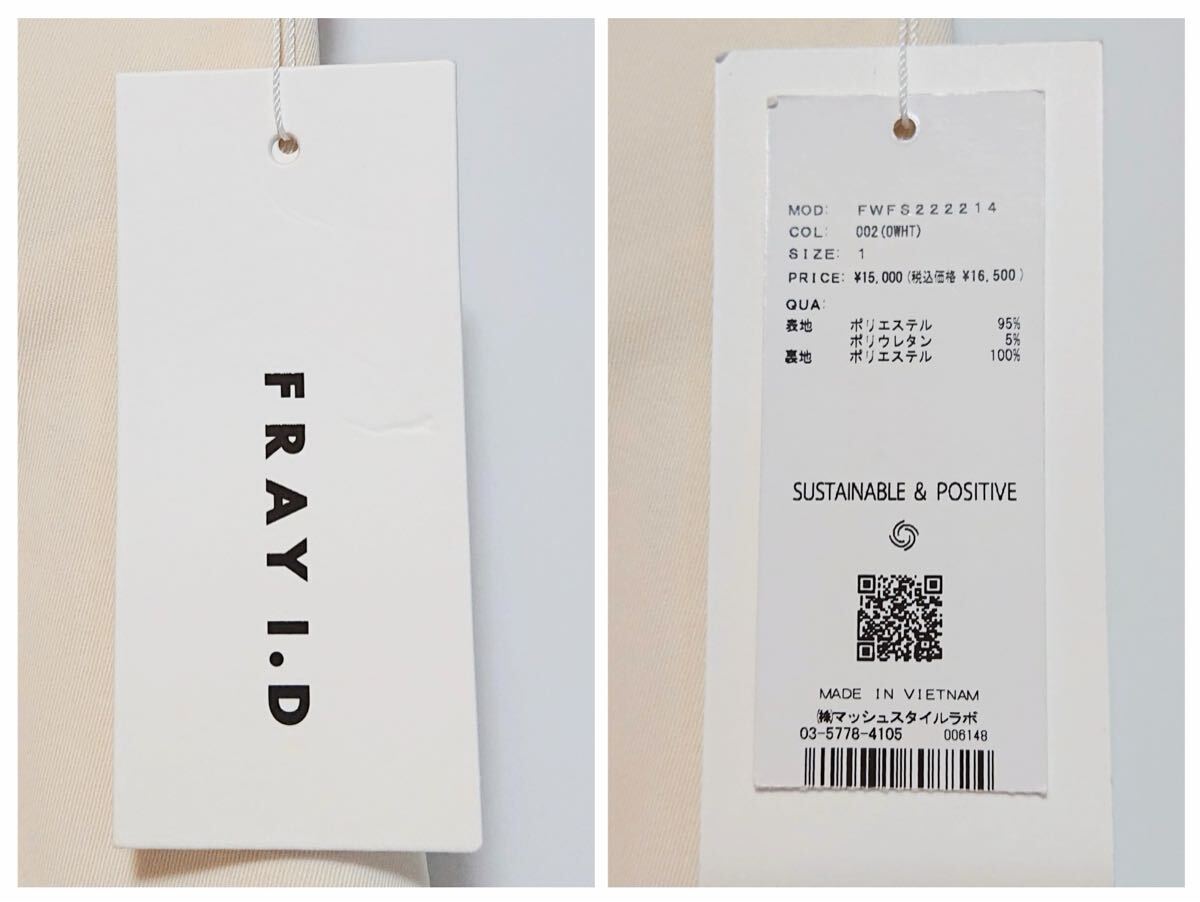 FRAY I.D
MOD: FWFS222214
COL: 002(OWHT)
SIZE: 1
PRICE: ¥15,000(税込価格 ¥16,500)
QUA:
表地 ポリエステル 95%
ポリウレタン 5%
裏地 ポリエステル 100%
SUSTAINABLE & POSITIVE
MADE IN VIETNAM
㈱マッシュスタイルラボ
03-5778-4105 006148